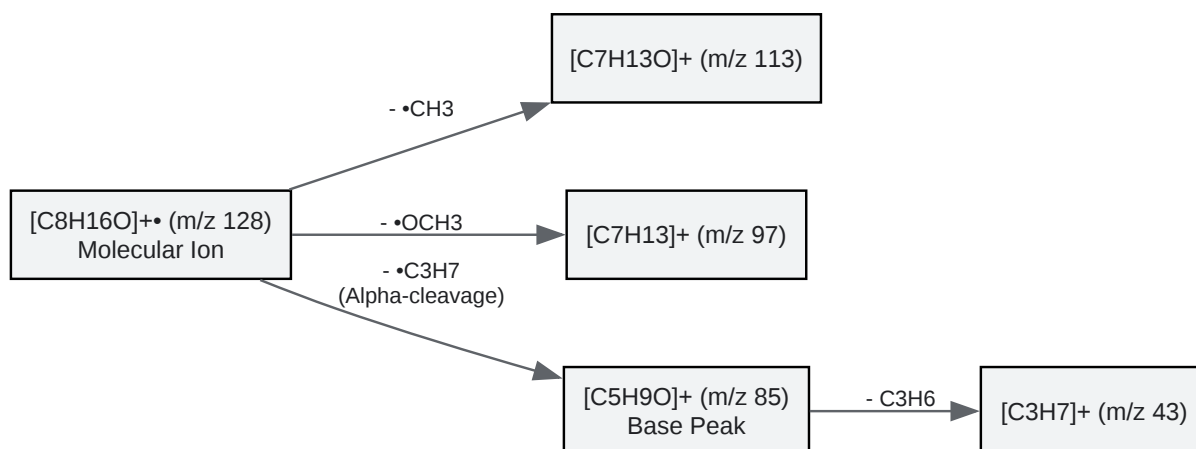 [C7H13O]+ (m/z 113)
- •CH3
[C8H16O]+• (m/z 128)
Molecular Ion
- •OCH3
[C7H13]+ (m/z 97)
- •C3H7
(Alpha-cleavage)
[C5H9O]+ (m/z 85)
Base Peak
- C3H6
[C3H7]+ (m/z 43)